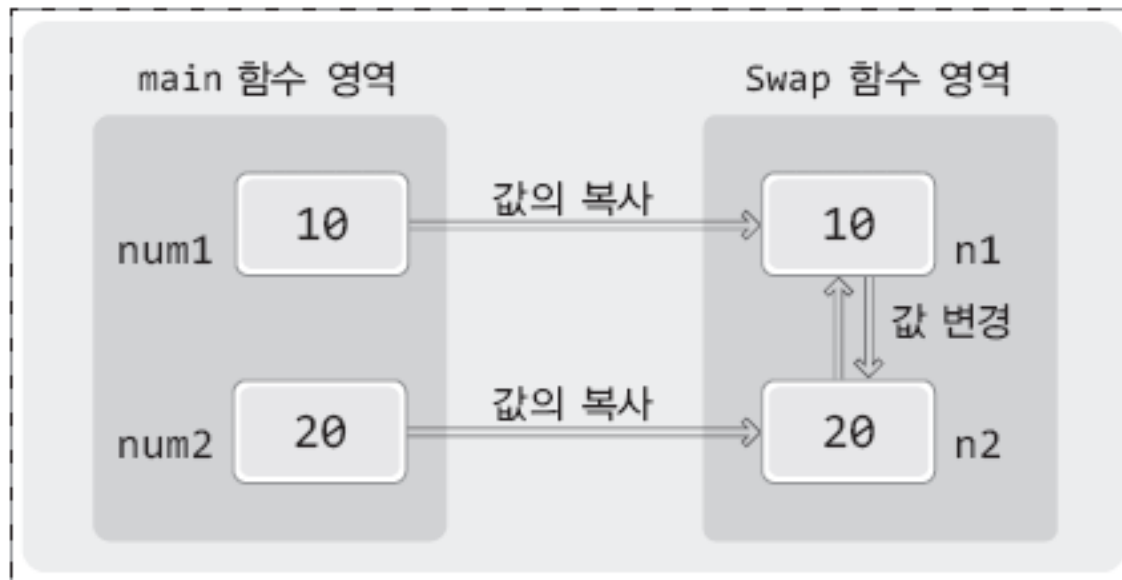 main 함수 영역
Swap 함수 영역
num1
10
값의 복사
10
n1
값 변경
num2
20
값의 복사
20
n2